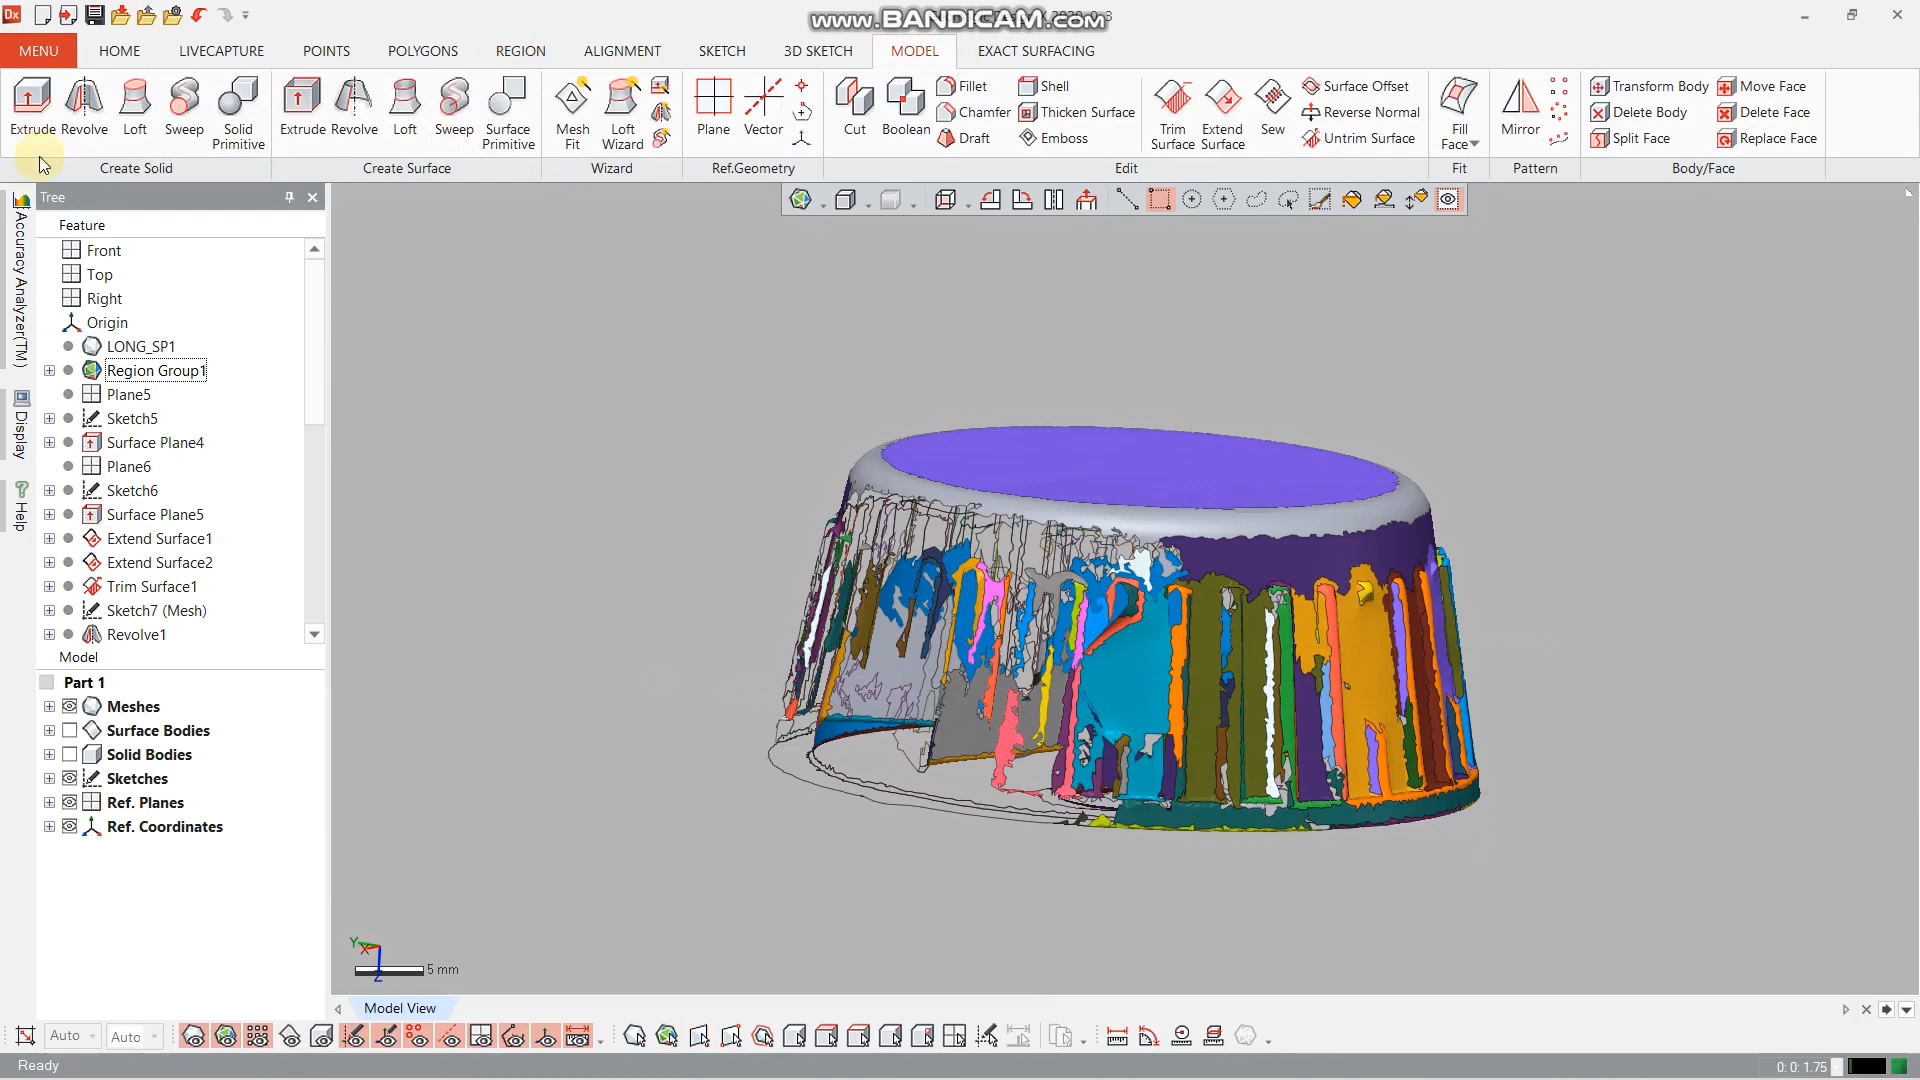 Dx
www.BANDICAM.com
MENU HOME LIVECAPTURE POINTS POLYGONS REGION ALIGNMENT SKETCH 3D SKETCH MODEL EXACT SURFACING
Extrude Revolve Loft Sweep Solid Primitive
Extrude Revolve Loft Sweep Surface Primitive
Mesh Fit Loft Wizard
Plane Vector
Cut Boolean
Fillet Shell
Chamfer Thicken Surface
Draft Emboss
Trim Surface Extend Surface Sew
Surface Offset
Reverse Normal
Untrim Surface
Fill Face
Mirror
Transform Body Move Face
Delete Body Delete Face
Split Face Replace Face
Create Solid Create Surface Wizard Ref.Geometry Edit Fit Pattern Body/Face
Accuracy Analyzer(TM)
Display
Help
Tree
Feature
Front
Top
Right
Origin
LONG_SP1
Region Group1
Plane5
Sketch5
Surface Plane4
Plane6
Sketch6
Surface Plane5
Extend Surface1
Extend Surface2
Trim Surface1
Sketch7 (Mesh)
Revolve1
Model
Part 1
Meshes
Surface Bodies
Solid Bodies
Sketches
Ref. Planes
Ref. Coordinates
Y X Z
5 mm
Model View
Auto Auto
Ready
0: 0: 1.75